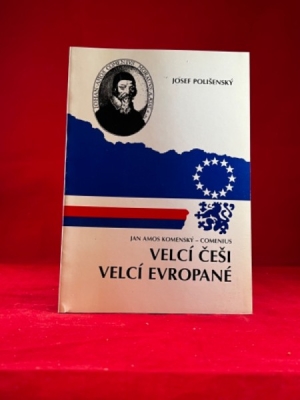 JOSEF POLIŠENSKÝ
JAN AMOS KOMENSKÝ – COMENIUS
VELCÍ ČEŠI
VELCÍ EVROPANÉ